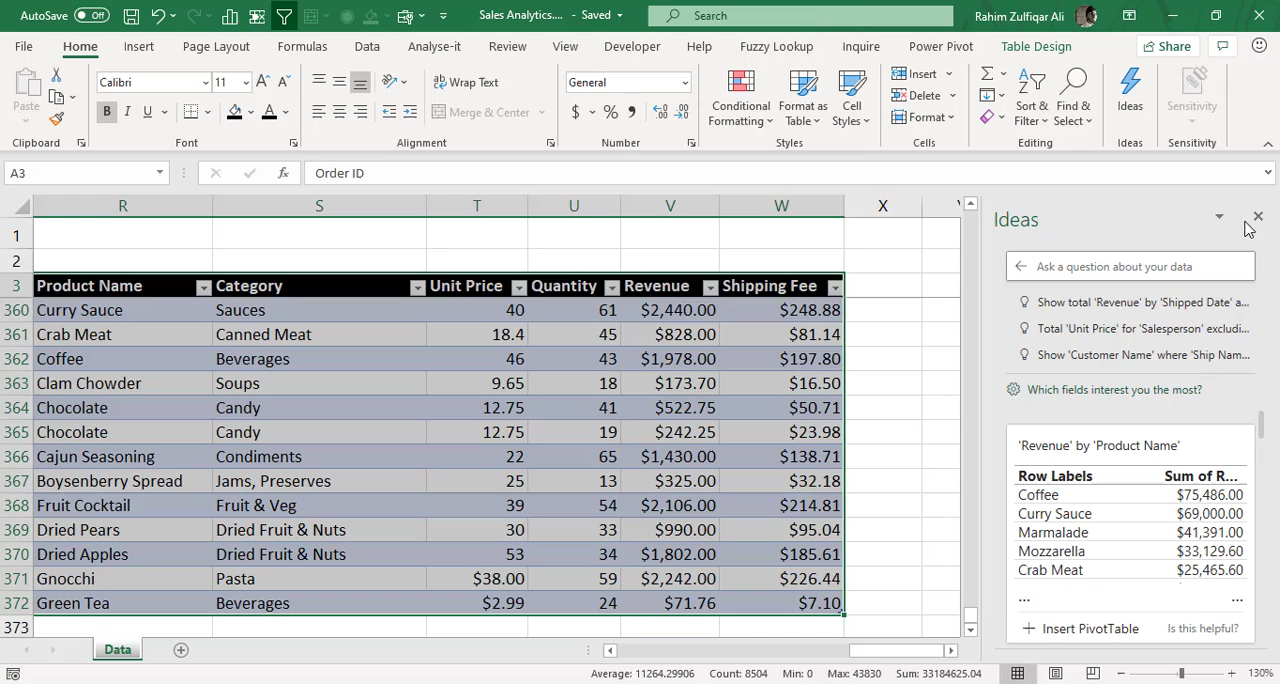 AutoSave Off Sales Analytics.... - Saved Search Rahim Zulfiqar Ali
File Home Insert Page Layout Formulas Data Analyse-it Review View Developer Help Fuzzy Lookup Inquire Power Pivot Table Design Share
Paste Calibri 11 Wrap Text General Conditional Formatting Format as Table Cell Styles Insert Sort & Filter Find & Select Ideas Sensitivity
B I U Merge & Center $ % Delete
Format
Clipboard Font Alignment Number Styles Cells Editing Ideas Sensitivity
A3 fx Order ID
R S T U V W X
Ideas
1
2
Ask a question about your data
3 Product Name Category Unit Price Quantity Revenue Shipping Fee
360 Curry Sauce Sauces 40 61 $2,440.00 $248.88
361 Crab Meat Canned Meat 18.4 45 $828.00 $81.14
362 Coffee Beverages 46 43 $1,978.00 $197.80
363 Clam Chowder Soups 9.65 18 $173.70 $16.50
364 Chocolate Candy 12.75 41 $522.75 $50.71
365 Chocolate Candy 12.75 19 $242.25 $23.98
366 Cajun Seasoning Condiments 22 65 $1,430.00 $138.71
367 Boysenberry Spread Jams, Preserves 25 13 $325.00 $32.18
368 Fruit Cocktail Fruit & Veg 39 54 $2,106.00 $214.81
369 Dried Pears Dried Fruit & Nuts 30 33 $990.00 $95.04
370 Dried Apples Dried Fruit & Nuts 53 34 $1,802.00 $185.61
371 Gnocchi Pasta $38.00 59 $2,242.00 $226.44
372 Green Tea Beverages $2.99 24 $71.76 $7.10
373
Show total 'Revenue' by 'Shipped Date' a...
Total 'Unit Price' for 'Salesperson' excludi...
Show 'Customer Name' where 'Ship Nam...
Which fields interest you the most?
'Revenue' by 'Product Name'
Row Labels Sum of R...
Coffee $75,486.00
Curry Sauce $69,000.00
Marmalade $41,391.00
Mozzarella $33,129.60
Crab Meat $25,465.60
... ...
Insert PivotTable Is this helpful?
Data
Average: 11264.29906 Count: 8504 Min: 0 Max: 43830 Sum: 33184625.04 130%